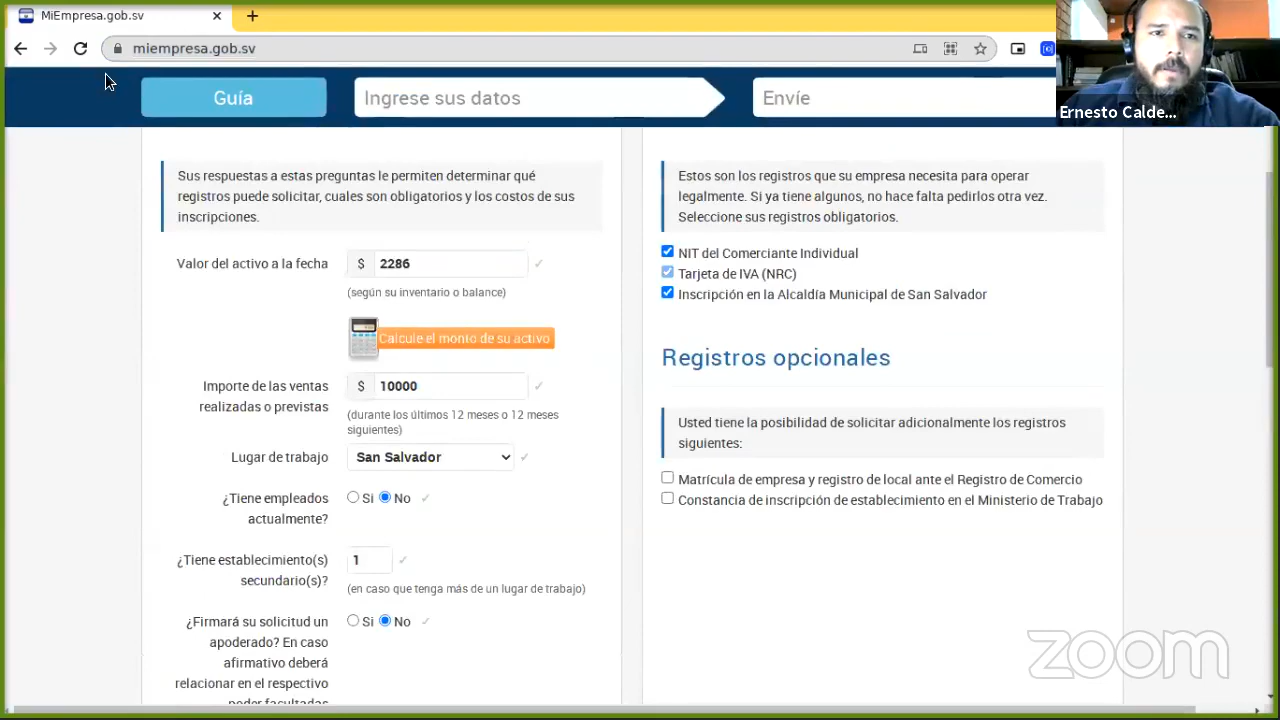 MiEmpresa.gob.sv
miempresa.gob.sv
Guía
Ingrese sus datos
Envíe
Ernesto Calde...
Sus respuestas a estas preguntas le permiten determinar qué
registros puede solicitar, cuales son obligatorios y los costos de sus
inscripciones.
Valor del activo a la fecha
$ 2286
(según su inventario o balance)
Calcule el monto de su activo
Importe de las ventas
realizadas o previstas
$ 10000
(durante los últimos 12 meses o 12 meses
siguientes)
Lugar de trabajo
San Salvador
¿Tiene empleados
actualmente?
Si No
¿Tiene establecimiento(s)
secundario(s)?
1
(en caso que tenga más de un lugar de trabajo)
¿Firmará su solicitud un
apoderado? En caso
afirmativo deberá
relacionar en el respectivo
poder facultadas
Si No
Estos son los registros que su empresa necesita para operar
legalmente. Si ya tiene algunos, no hace falta pedirlos otra vez.
Seleccione sus registros obligatorios.
NIT del Comerciante Individual
Tarjeta de IVA (NRC)
Inscripción en la Alcaldía Municipal de San Salvador
Registros opcionales
Usted tiene la posibilidad de solicitar adicionalmente los registros
siguientes:
Matrícula de empresa y registro de local ante el Registro de Comercio
Constancia de inscripción de establecimiento en el Ministerio de Trabajo
zoom